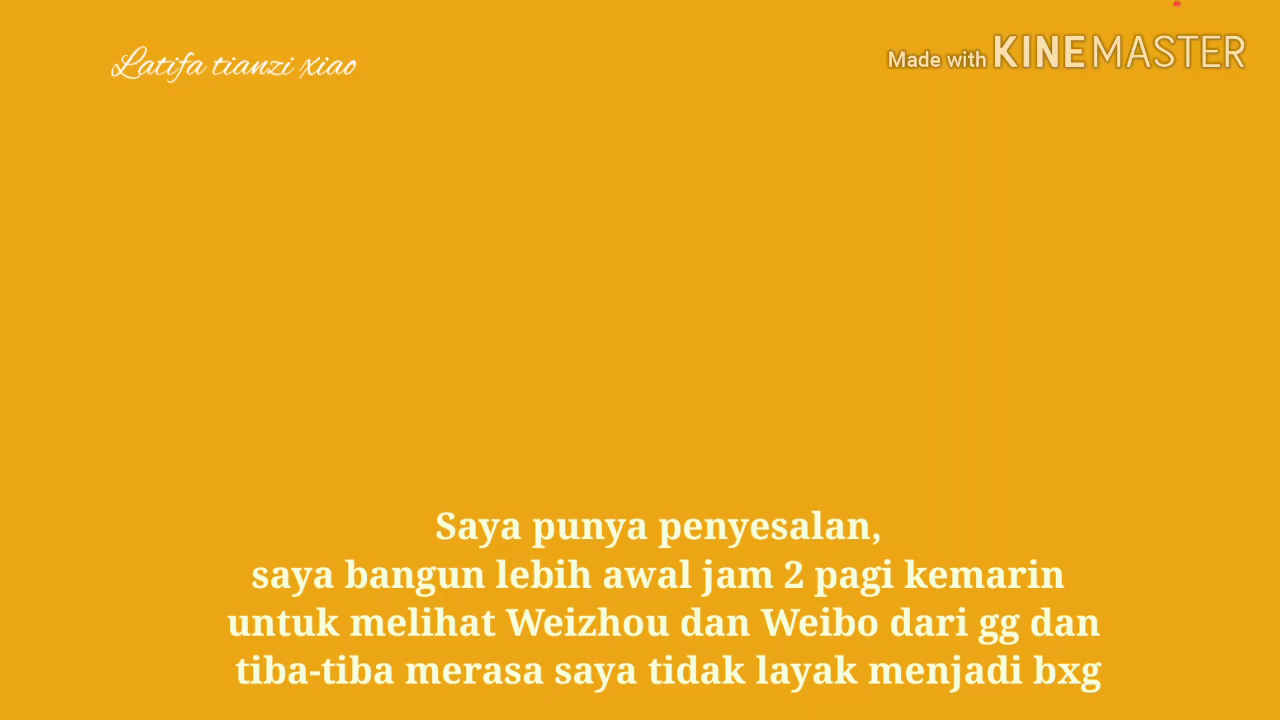 Latifa tianzi xiao
Made with KINEMASTER
Saya punya penyesalan,
saya bangun lebih awal jam 2 pagi kemarin
untuk melihat Weizhou dan Weibo dari gg dan
tiba-tiba merasa saya tidak layak menjadi bxg